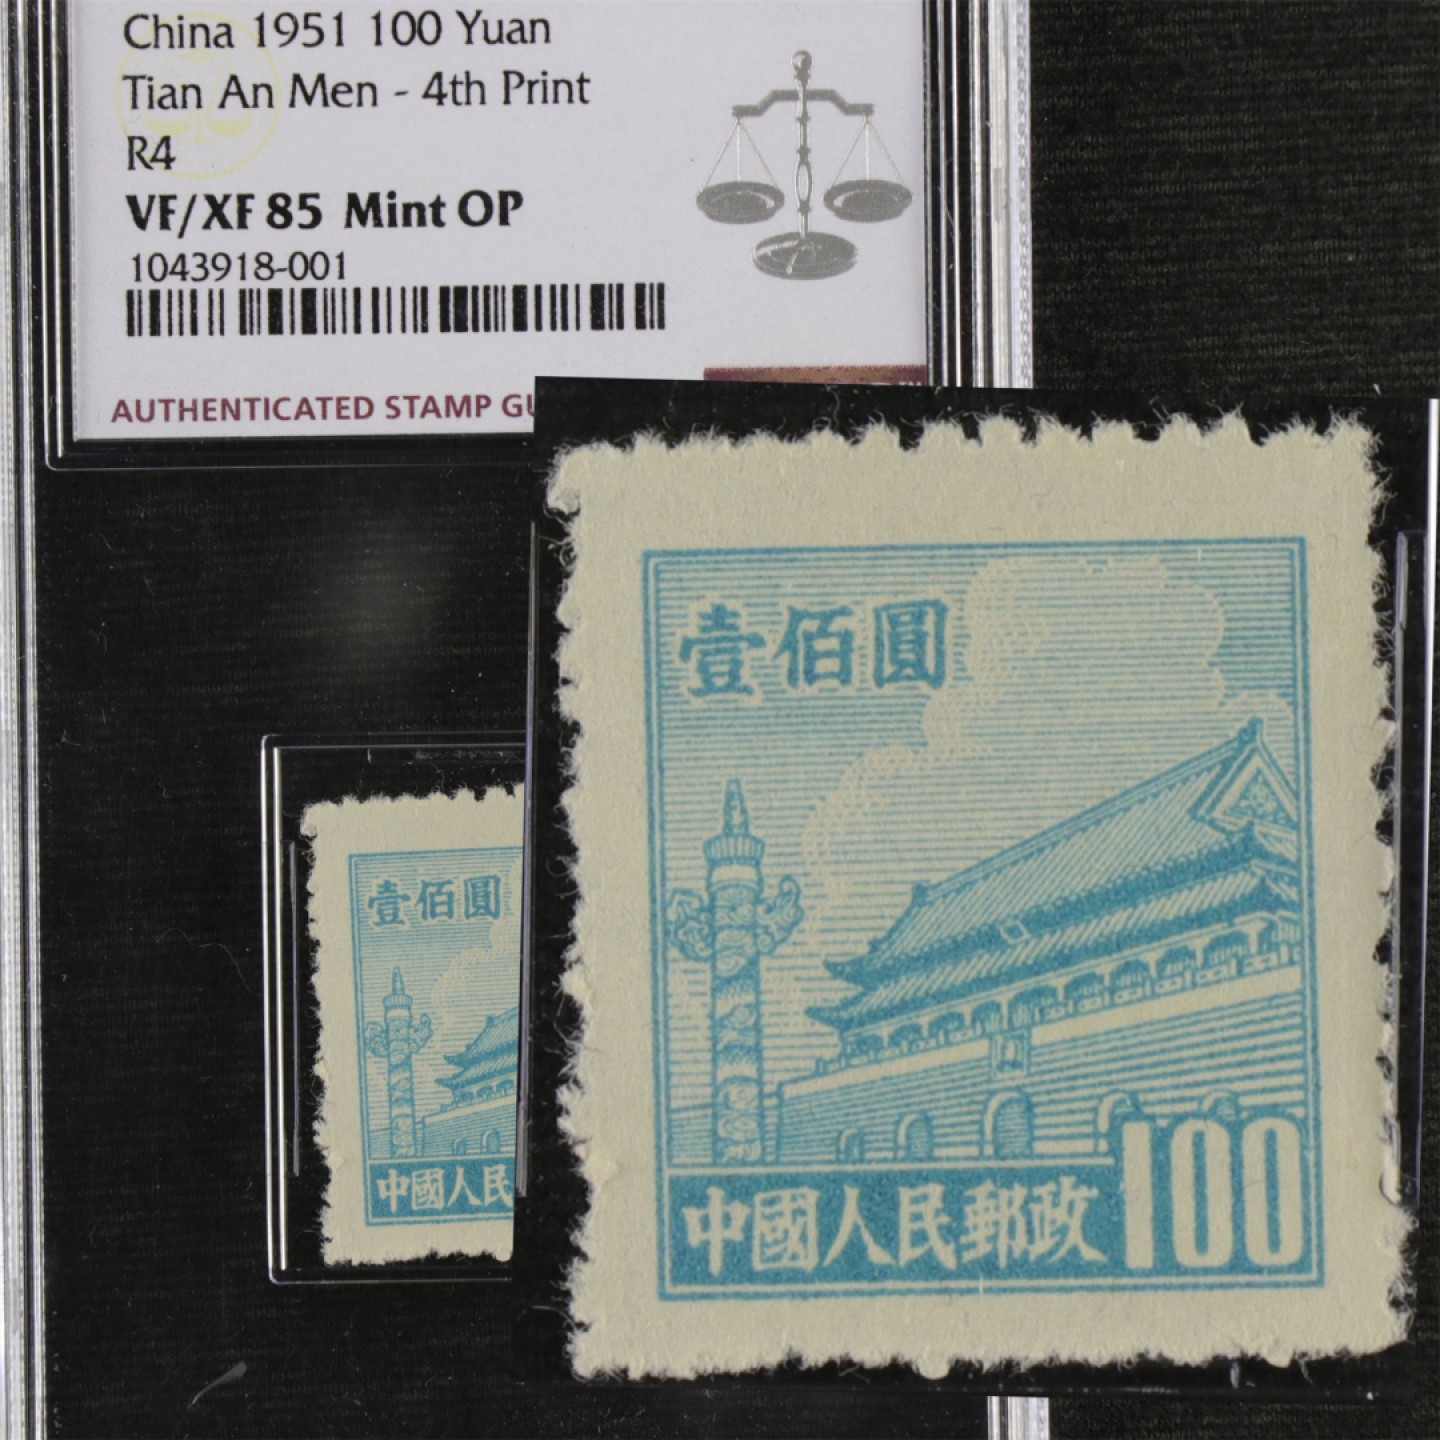 China 1951 100 Yuan
Tian An Men - 4th Print
R4
VF/XF 85 Mint OP
1043918-001
AUTHENTICATED STAMP
壹佰圓
中國人民郵政 100
壹佰圓
中國人民